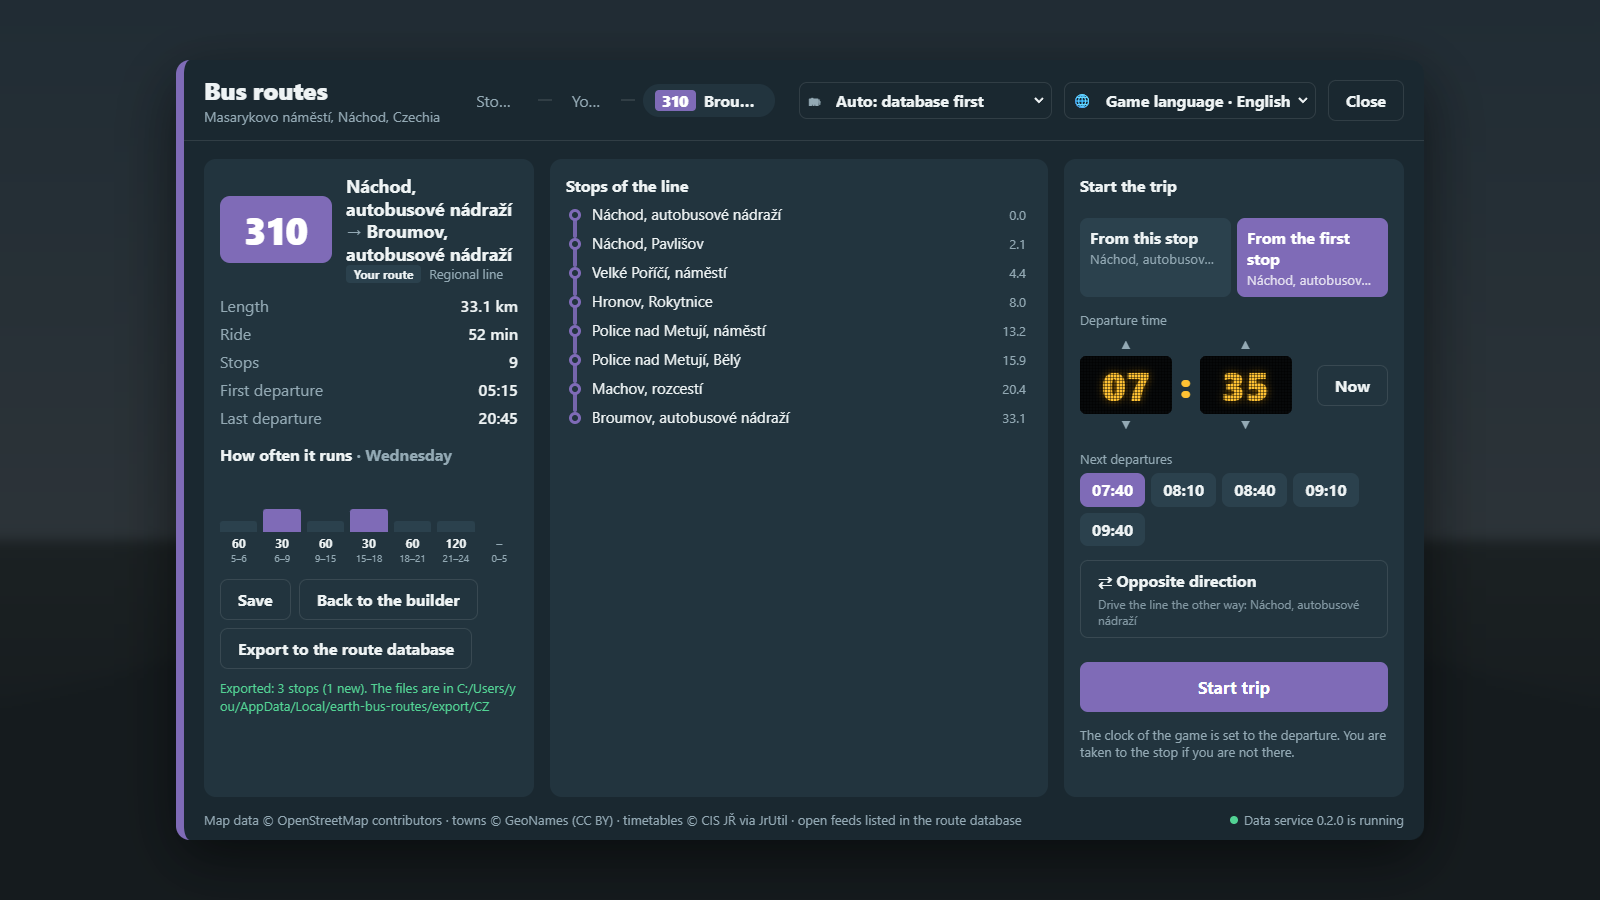 Bus routes
Masarykovo náměstí, Náchod, Czechia
Sto... — Yo... — 310 Brou...
Auto: database first
Game language · English
Close
310
Náchod,
autobusové nádraží
→ Broumov,
autobusové nádraží
Your route Regional line
Length 33.1 km
Ride 52 min
Stops 9
First departure 05:15
Last departure 20:45
How often it runs · Wednesday
60 30 60 30 60 120 –
5–6 6–9 9–15 15–18 18–21 21–24 0–5
Save
Back to the builder
Export to the route database
Exported: 3 stops (1 new). The files are in C:/Users/y
ou/AppData/Local/earth-bus-routes/export/CZ
Stops of the line
Náchod, autobusové nádraží 0.0
Náchod, Pavlišov 2.1
Velké Poříčí, náměstí 4.4
Hronov, Rokytnice 8.0
Police nad Metují, náměstí 13.2
Police nad Metují, Bělý 15.9
Machov, rozcestí 20.4
Broumov, autobusové nádraží 33.1
Start the trip
From this stop
Náchod, autobusov...
From the first
stop
Náchod, autobusov...
Departure time
▲ ▲
07 : 35
Now
▼ ▼
Next departures
07:40 08:10 08:40 09:10
09:40
⇄ Opposite direction
Drive the line the other way: Náchod, autobusové
nádraží
Start trip
The clock of the game is set to the departure. You are
taken to the stop if you are not there.
Map data © OpenStreetMap contributors · towns © GeoNames (CC BY) · timetables © CIS JŘ via JrUtil · open feeds listed in the route database
Data service 0.2.0 is running